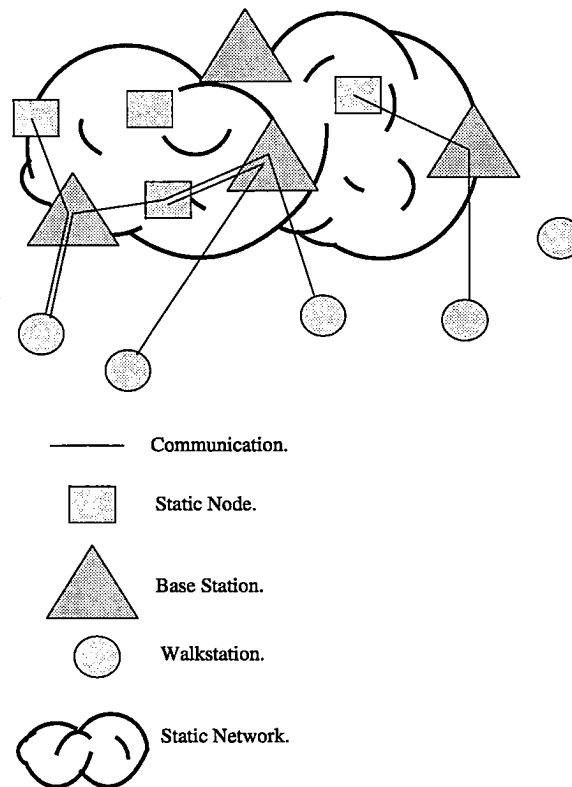 Communication.
Static Node.
Base Station.
Walkstation.
Static Network.